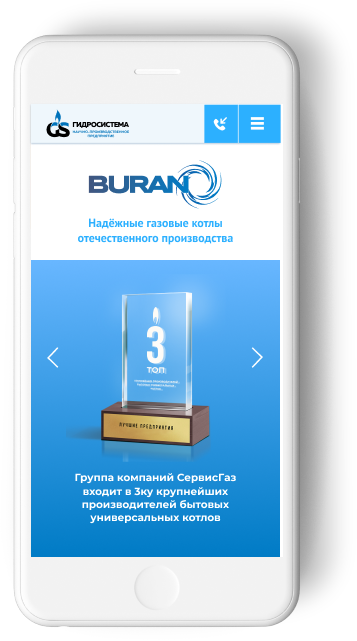 GS ГИДРОСИСТЕМА
НАУЧНО-ПРОИЗВОДСТВЕННОЕ
ПРЕДПРИЯТИЕ
BURAN
Надёжные газовые котлы
отечественного производства
3
ТОП
ЛУЧШИЕ ПРЕДПРИЯТИЯ
Группа компаний СервисГаз
входит в 3ку крупнейших
производителей бытовых
универсальных котлов